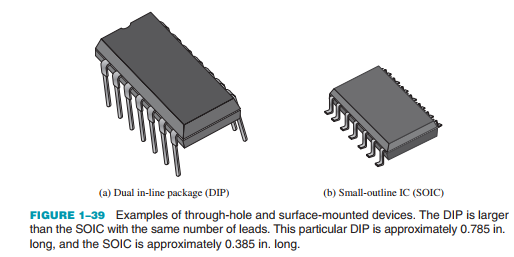 (a) Dual in-line package (DIP)
(b) Small-outline IC (SOIC)
FIGURE 1–39 Examples of through-hole and surface-mounted devices. The DIP is larger
than the SOIC with the same number of leads. This particular DIP is approximately 0.785 in.
long, and the SOIC is approximately 0.385 in. long.